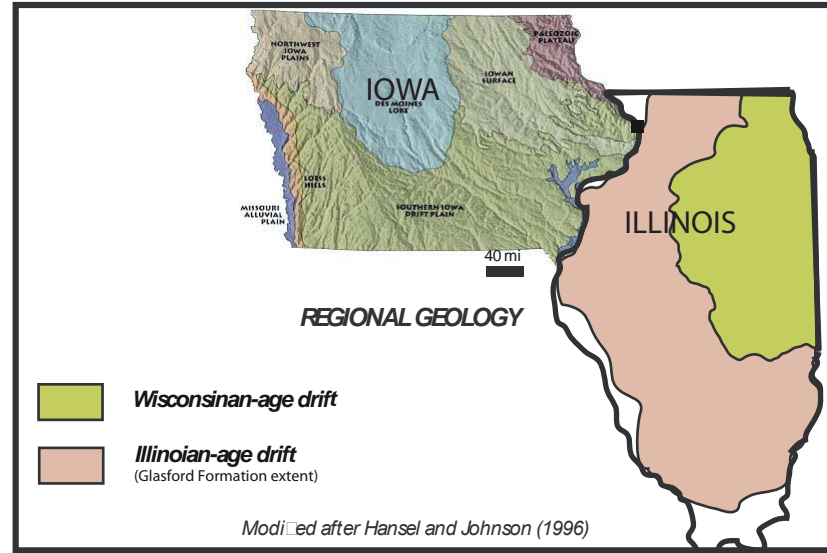 PALEOZOIC
PLATEAU
NORTHWEST
IOWA
PLAINS
IOWAN
SURFACE
IOWA
DES MOINES
LOBE
LOESS
HILLS
MISSOURI
ALLUVIAL
PLAIN
SOUTHERN IOWA
DRIFT PLAIN
ILLINOIS
40 mi
REGIONAL GEOLOGY
Wisconsinan-age drift
Illinoian-age drift
(Glasford Formation extent)
Modi□ed after Hansel and Johnson (1996)